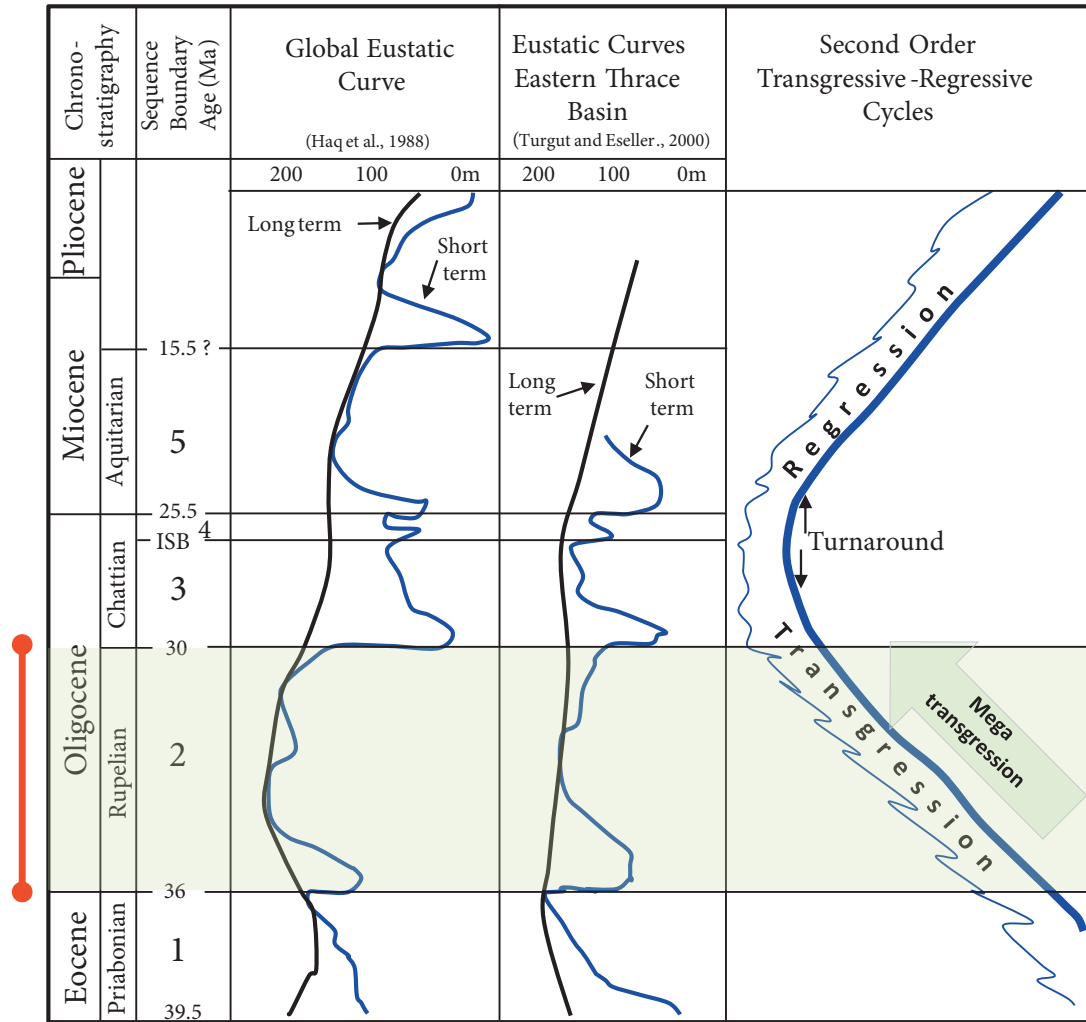 Chrono-
stratigraphy
Sequence
Boundary
Age (Ma)
Global Eustatic
Curve
(Haq et al., 1988)
Eustatic Curves
Eastern Thrace
Basin
(Turgut and Eseller., 2000)
Second Order
Transgressive-Regressive
Cycles
200 100 0m
200 100 0m
Pliocene
Miocene
Oligocene
Eocene
Aquitarian
Chattian
Rupelian
Priabonian
15.5 ?
5
25.5
ISB 4
3
30
2
36
1
39.5
Long term
Short
term
Long
term
Short
term
Regression
Turnaround
Transgression
Mega
transgression